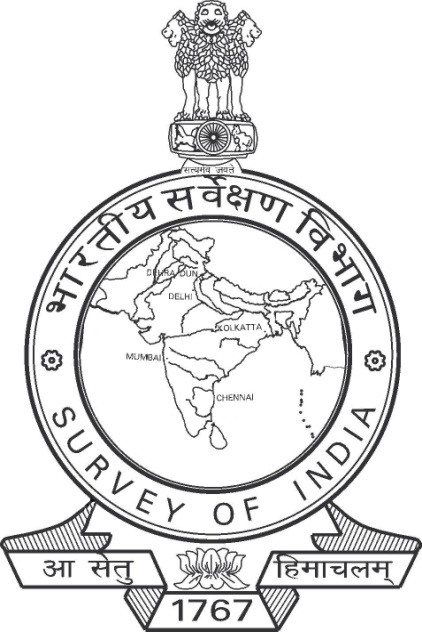 सत्यमेव जयते
भारतीय सर्वेक्षण विभाग
DEHRA DUN
DELHI
KOLKATTA
MUMBAI
CHENNAI
SURVEY OF INDIA
आ सेतु हिमाचलम्
1767